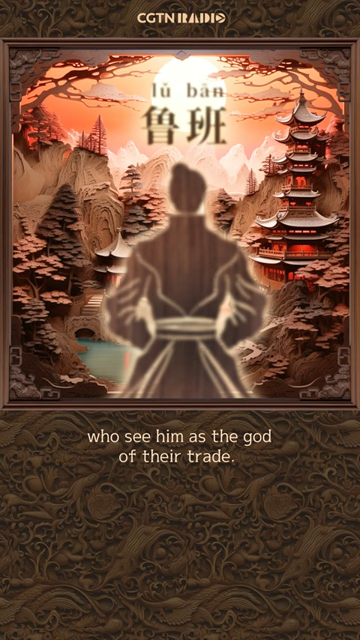 CGTN RADIO
lǔ bān
鲁班
who see him as the god
of their trade.